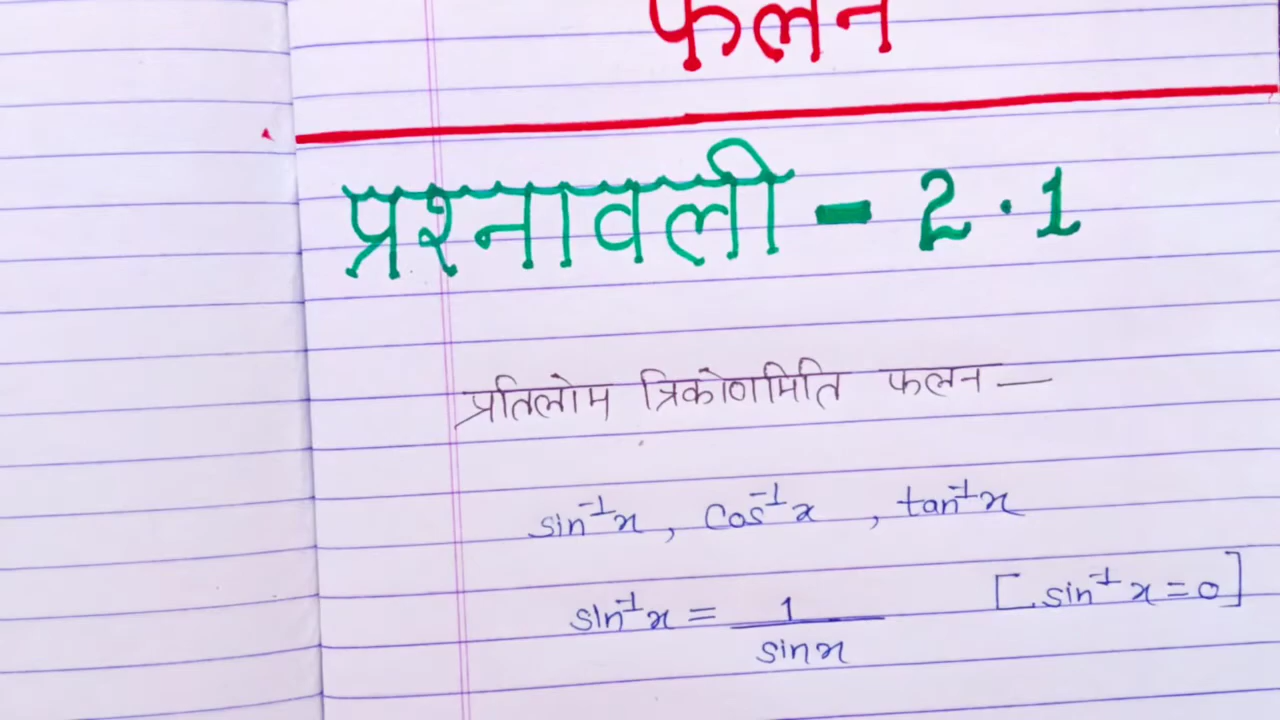 फलन
प्रश्नावली - 2.1
प्रतिलोम त्रिकोणमिति फलन —
sin⁻¹x, cos⁻¹x, tan⁻¹x
sin⁻¹x = 1/sinx [sin⁻¹x=0]